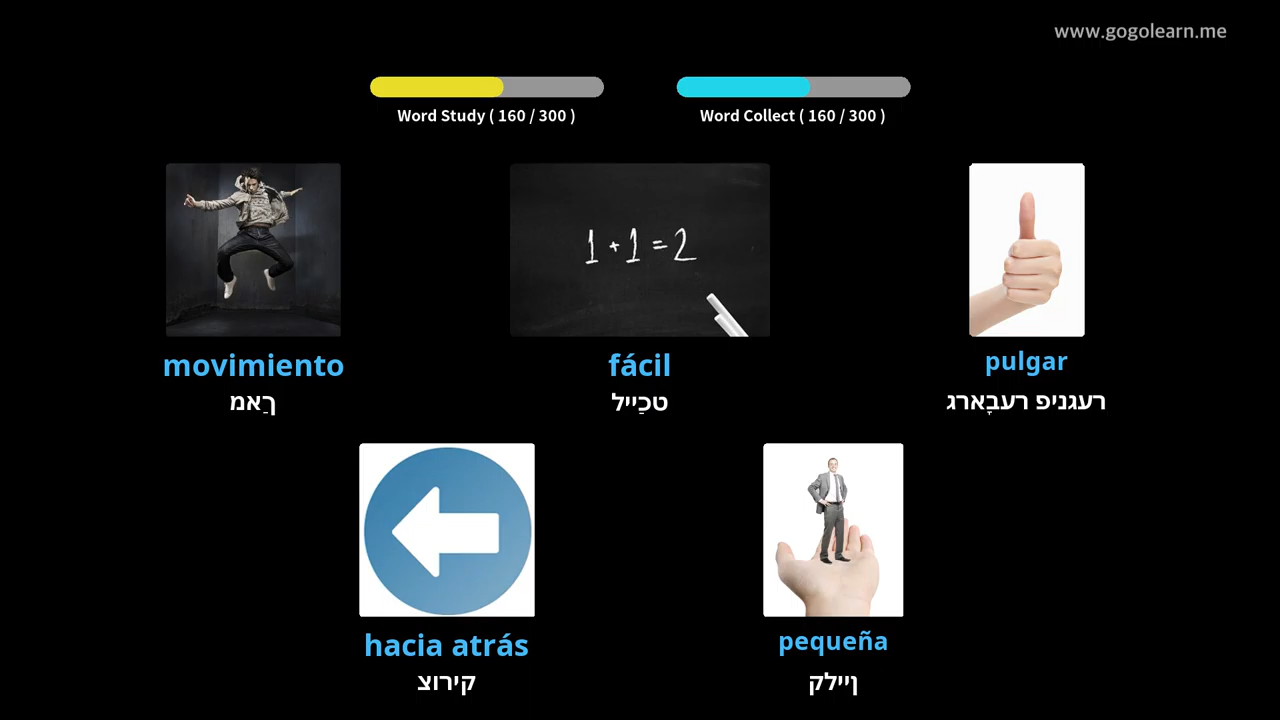 www.gogolearn.me
Word Study ( 160 / 300 )
Word Collect ( 160 / 300 )
movimiento
ךַאמ
fácil
טכַייל
pulgar
רעגניפ רעבָארג
hacia atrás
קירוצ
pequeña
ןיילק
1 + 1 = 2